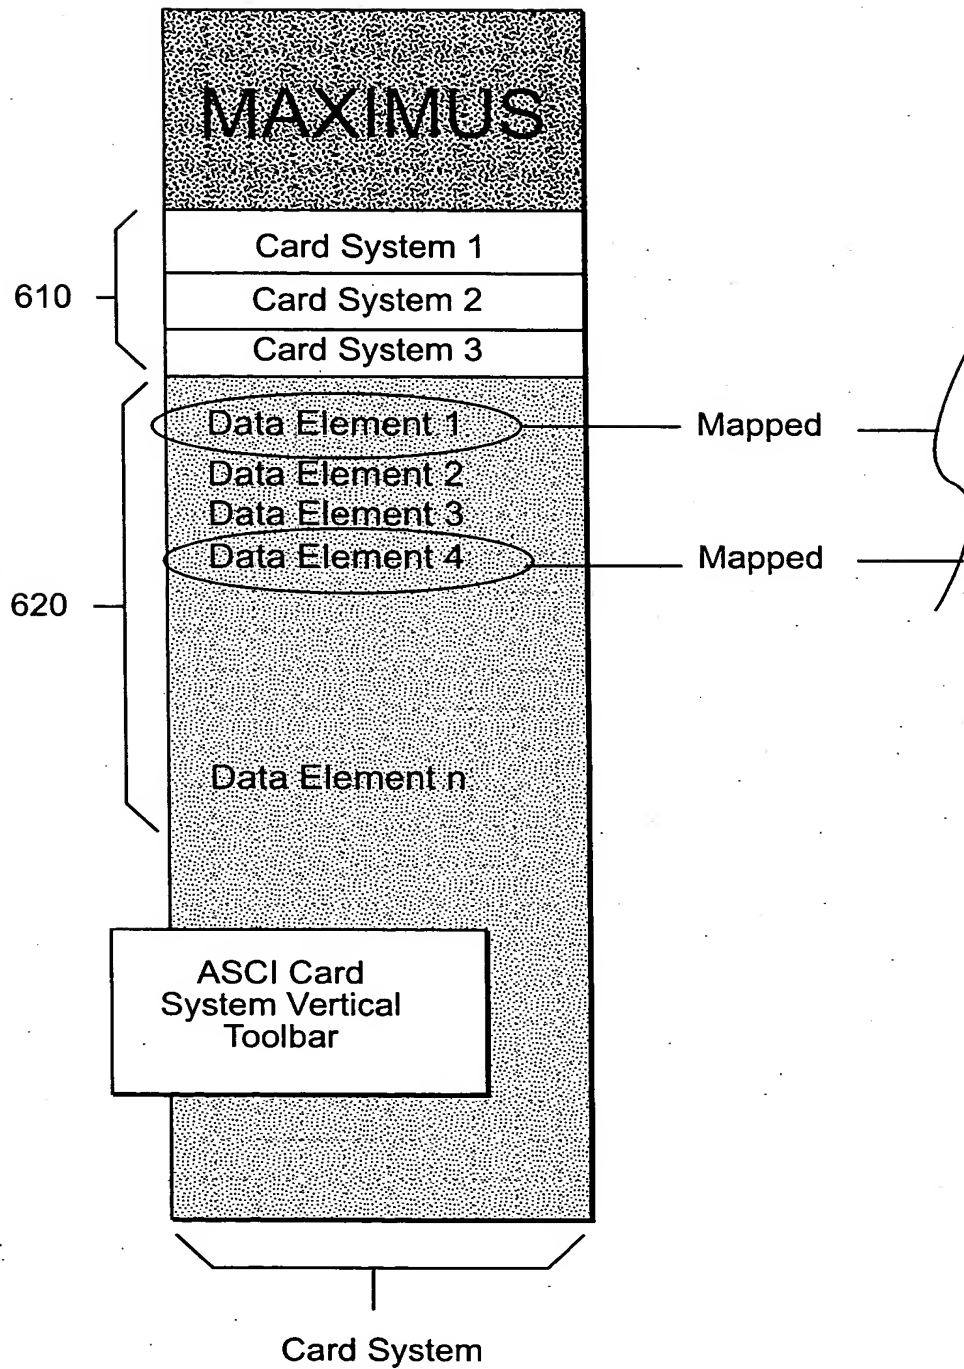 MAXIMUS
Card System 1
Card System 2
610
Card System 3
Data Element 1
Mapped
Data Element 2
Data Element 3
Data Element 4
Mapped
620
Data Element n
ASCI Card
System Vertical
Toolbar
Card System